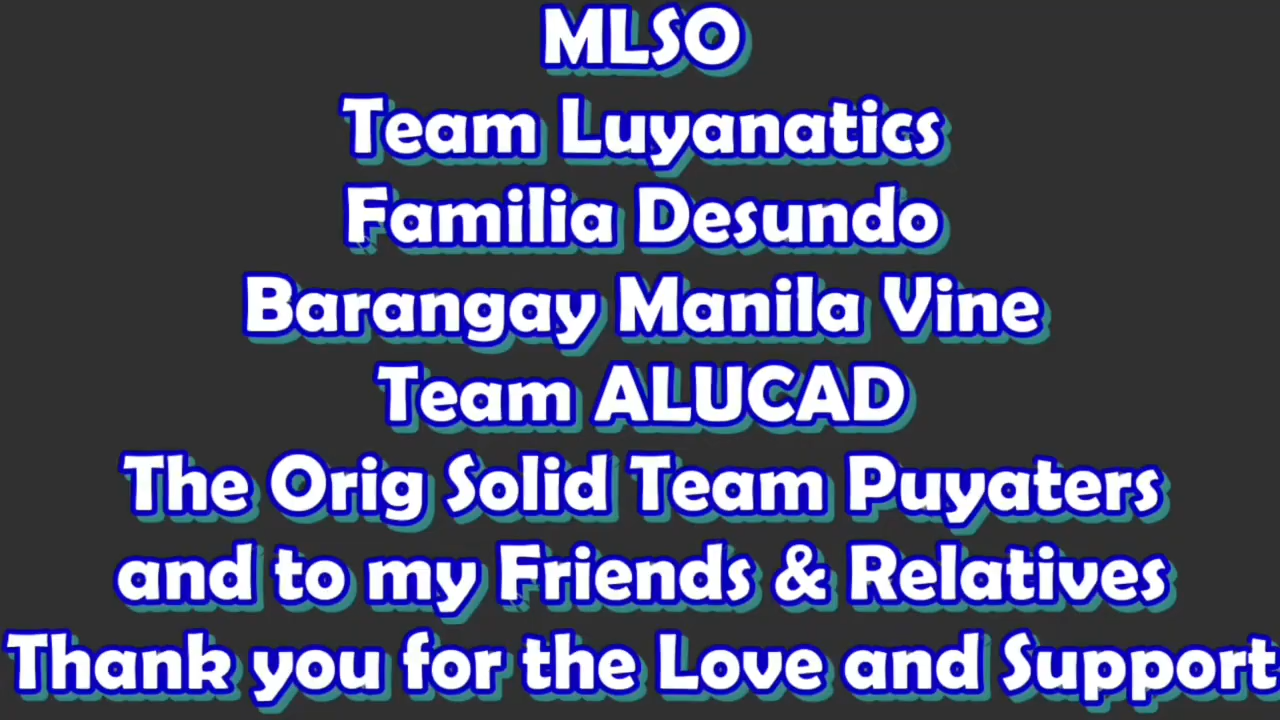 MLSO
Team Luyanatics
Familia Desundo
Barangay Manila Vine
Team ALUCAD
The Orig Solid Team Puyaters
and to my Friends & Relatives
Thank you for the Love and Support